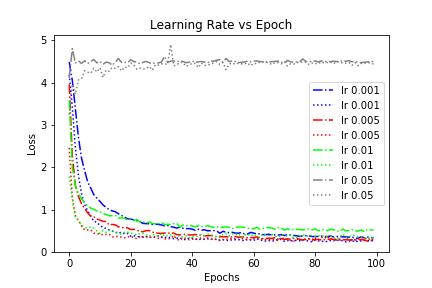 Learning Rate vs Epoch
5
4
3
2
1
0
Loss
lr 0.001
lr 0.001
lr 0.005
lr 0.005
lr 0.01
lr 0.01
lr 0.05
lr 0.05
0 20 40 60 80 100
Epochs